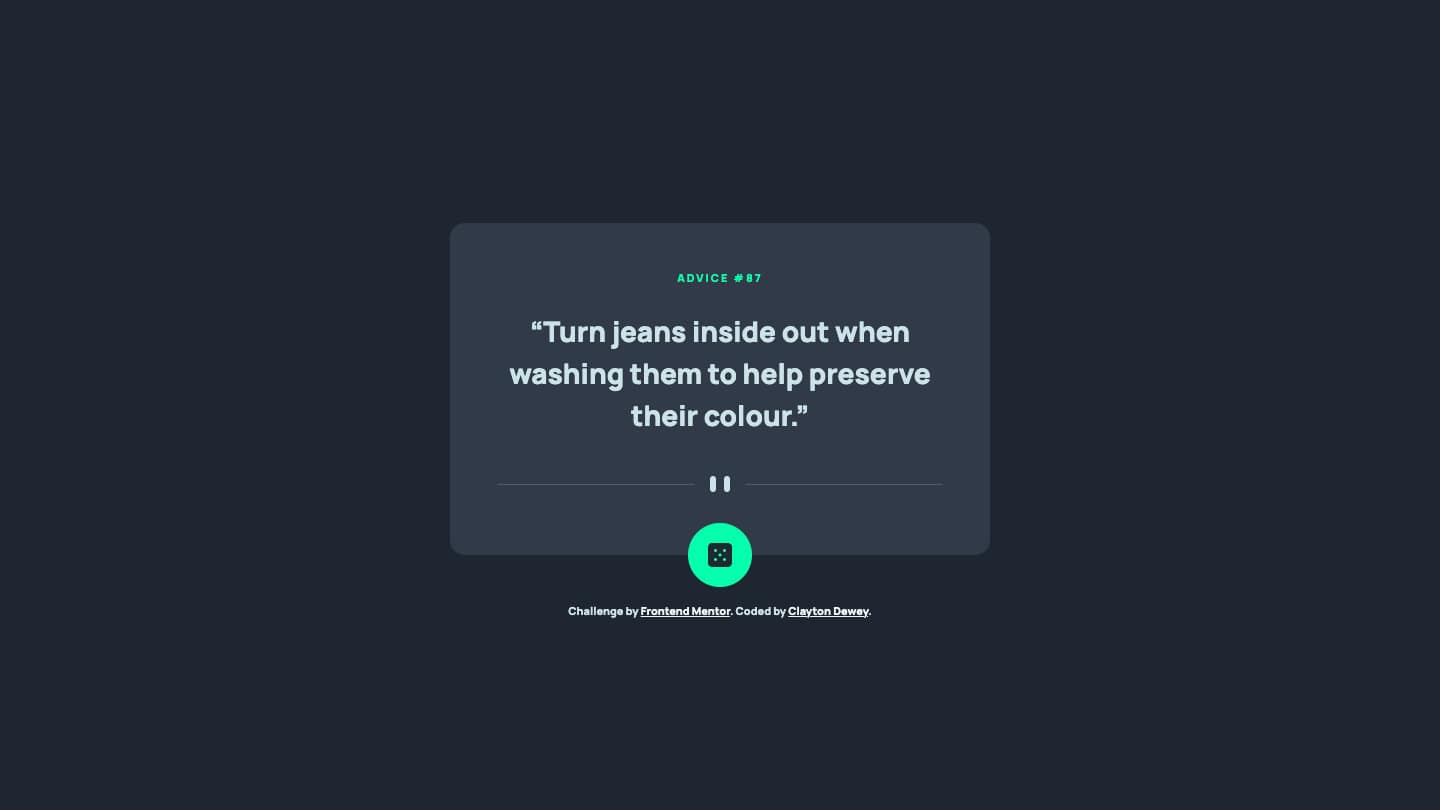 ADVICE #87
“Turn jeans inside out when
washing them to help preserve
their colour.”
Challenge by Frontend Mentor. Coded by Clayton Dewey.